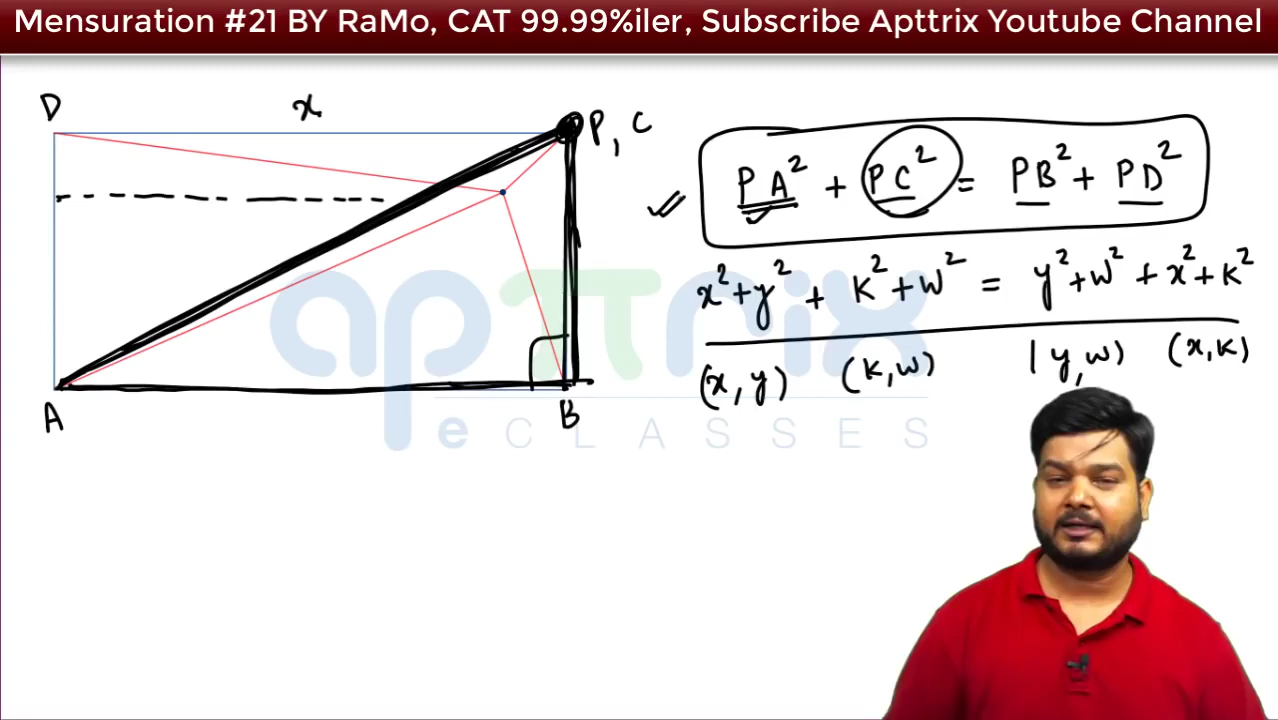 Mensuration #21 BY RaMo, CAT 99.99%iler, Subscribe Apttrix Youtube Channel
D x P, C
PA² + PC² = PB² + PD²
x²+y² + K²+w² = y²+w² + x²+k²
(x, y) (k, w) (y, w) (x, k)
A B
apπrix
e CLASSES